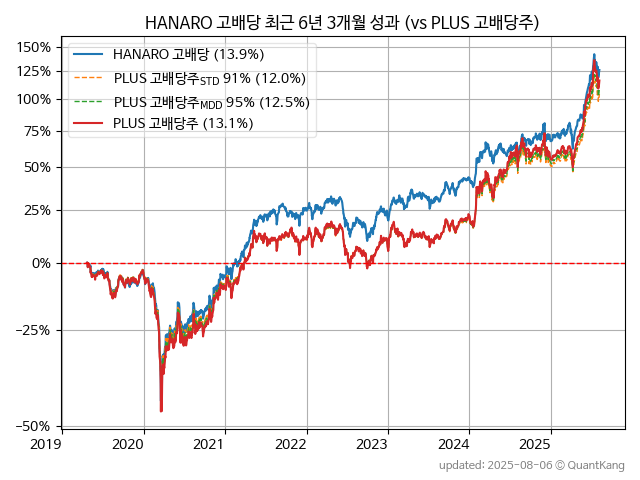 HANARO 고배당 최근 6년 3개월 성과 (vs PLUS 고배당주)
HANARO 고배당 (13.9%)
PLUS 고배당주STD 91% (12.0%)
PLUS 고배당주MDD 95% (12.5%)
PLUS 고배당주 (13.1%)
150%
125%
100%
75%
50%
25%
0%
−25%
−50%
2019 2020 2021 2022 2023 2024 2025
updated: 2025-08-06 © QuantKang